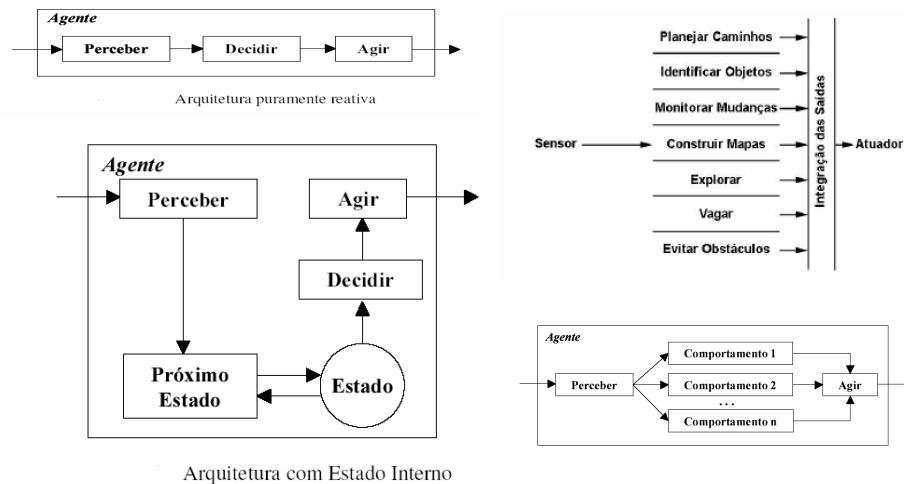 Agente
Perceber
Decidir
Agir
Arquitetura puramente reativa
Agente
Perceber
Agir
Decidir
Próximo
Estado
Estado
Arquitetura com Estado Interno
Planejar Caminhos
Identificar Objetos
Monitorar Mudanças
Sensor
Construir Mapas
Explorar
Vagar
Evitar Obstáculos
Integração das Saídas
Atuador
Agente
Perceber
Comportamento 1
Comportamento 2
...
Comportamento n
Agir